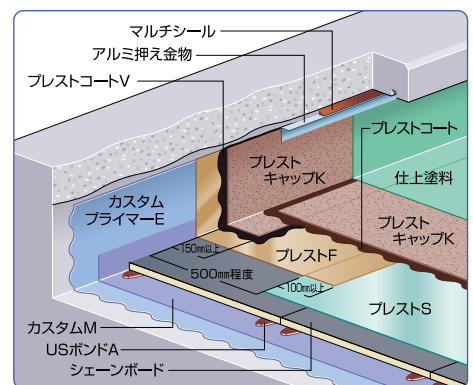 マルチシール
アルミ押え金物
プレストコートV
プレストコート
プレスト
キャップK
仕上塗料
カスタム
プライマーE
プレスト
キャップK
150㎜以上
プレストF
500㎜程度
100㎜以上
プレストS
カスタムM
USボンドA
シェーンボード